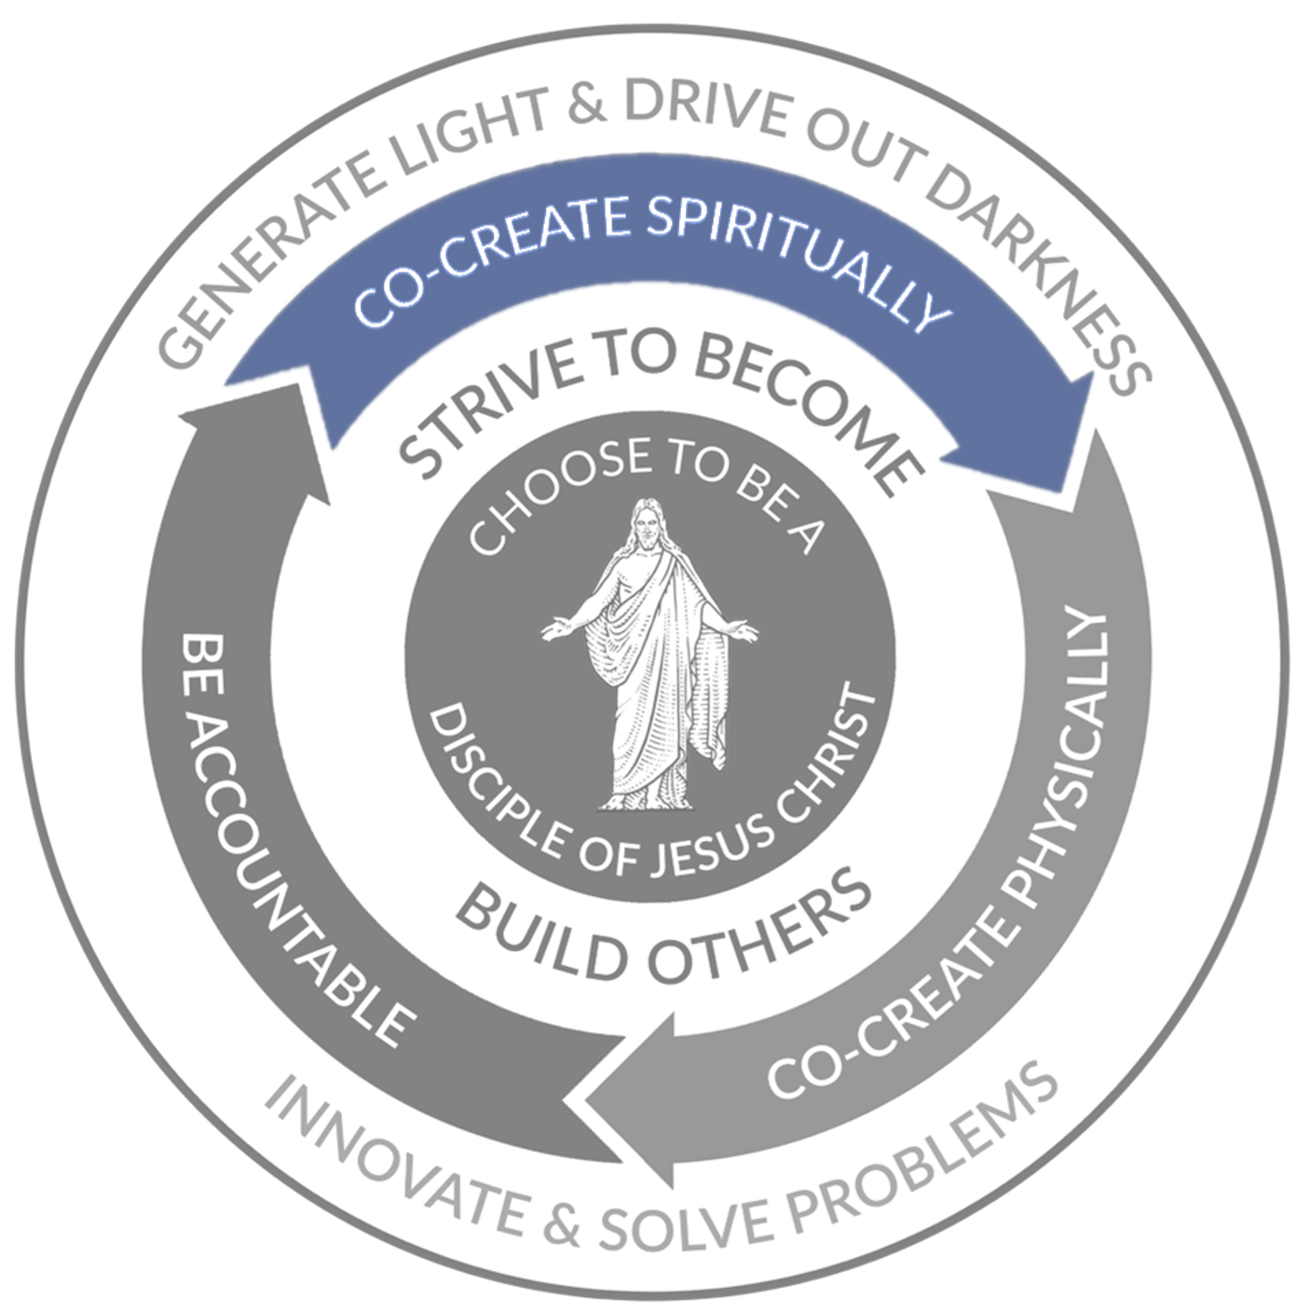 GENERATE LIGHT & DRIVE OUT DARKNESS
CO-CREATE SPIRITUALLY
STRIVE TO BECOME
CHOOSE TO BE A
DISCIPLE OF JESUS CHRIST
BUILD OTHERS
CO-CREATE PHYSICALLY
BE ACCOUNTABLE
INNOVATE & SOLVE PROBLEMS